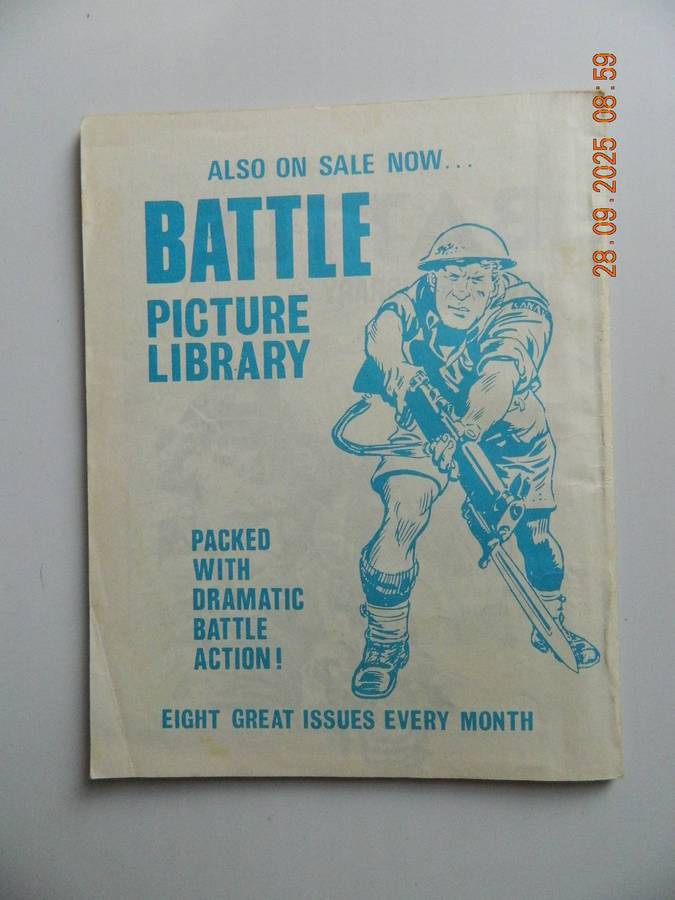 ALSO ON SALE NOW...
BATTLE
PICTURE
LIBRARY
CANADA
PACKED
WITH
DRAMATIC
BATTLE
ACTION!
EIGHT GREAT ISSUES EVERY MONTH
28.09.2025 08:59